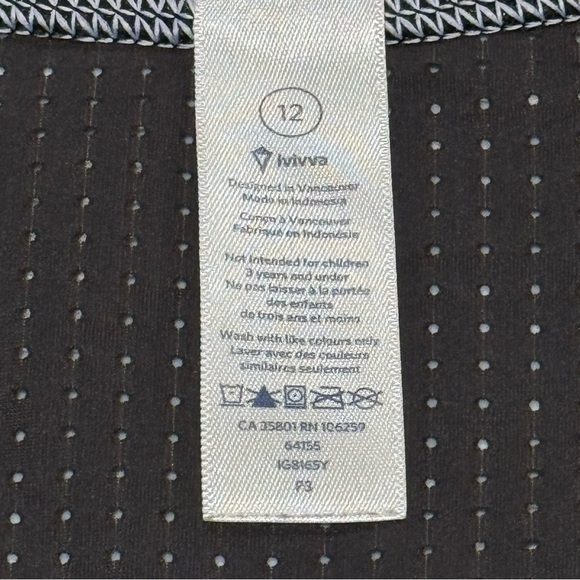 12
ivivva
Designed in Vancouver
Made in Indonesia
Conçu à Vancouver
Fabriqué en Indonésie
Not intended for children
3 years and under
Ne pas laisser à la portée
des enfants
de trois ans et moins
Wash with like colours only
Laver avec des couleurs
similaires seulement
CA 35801 RN 106259
64155
IG8165Y
P3